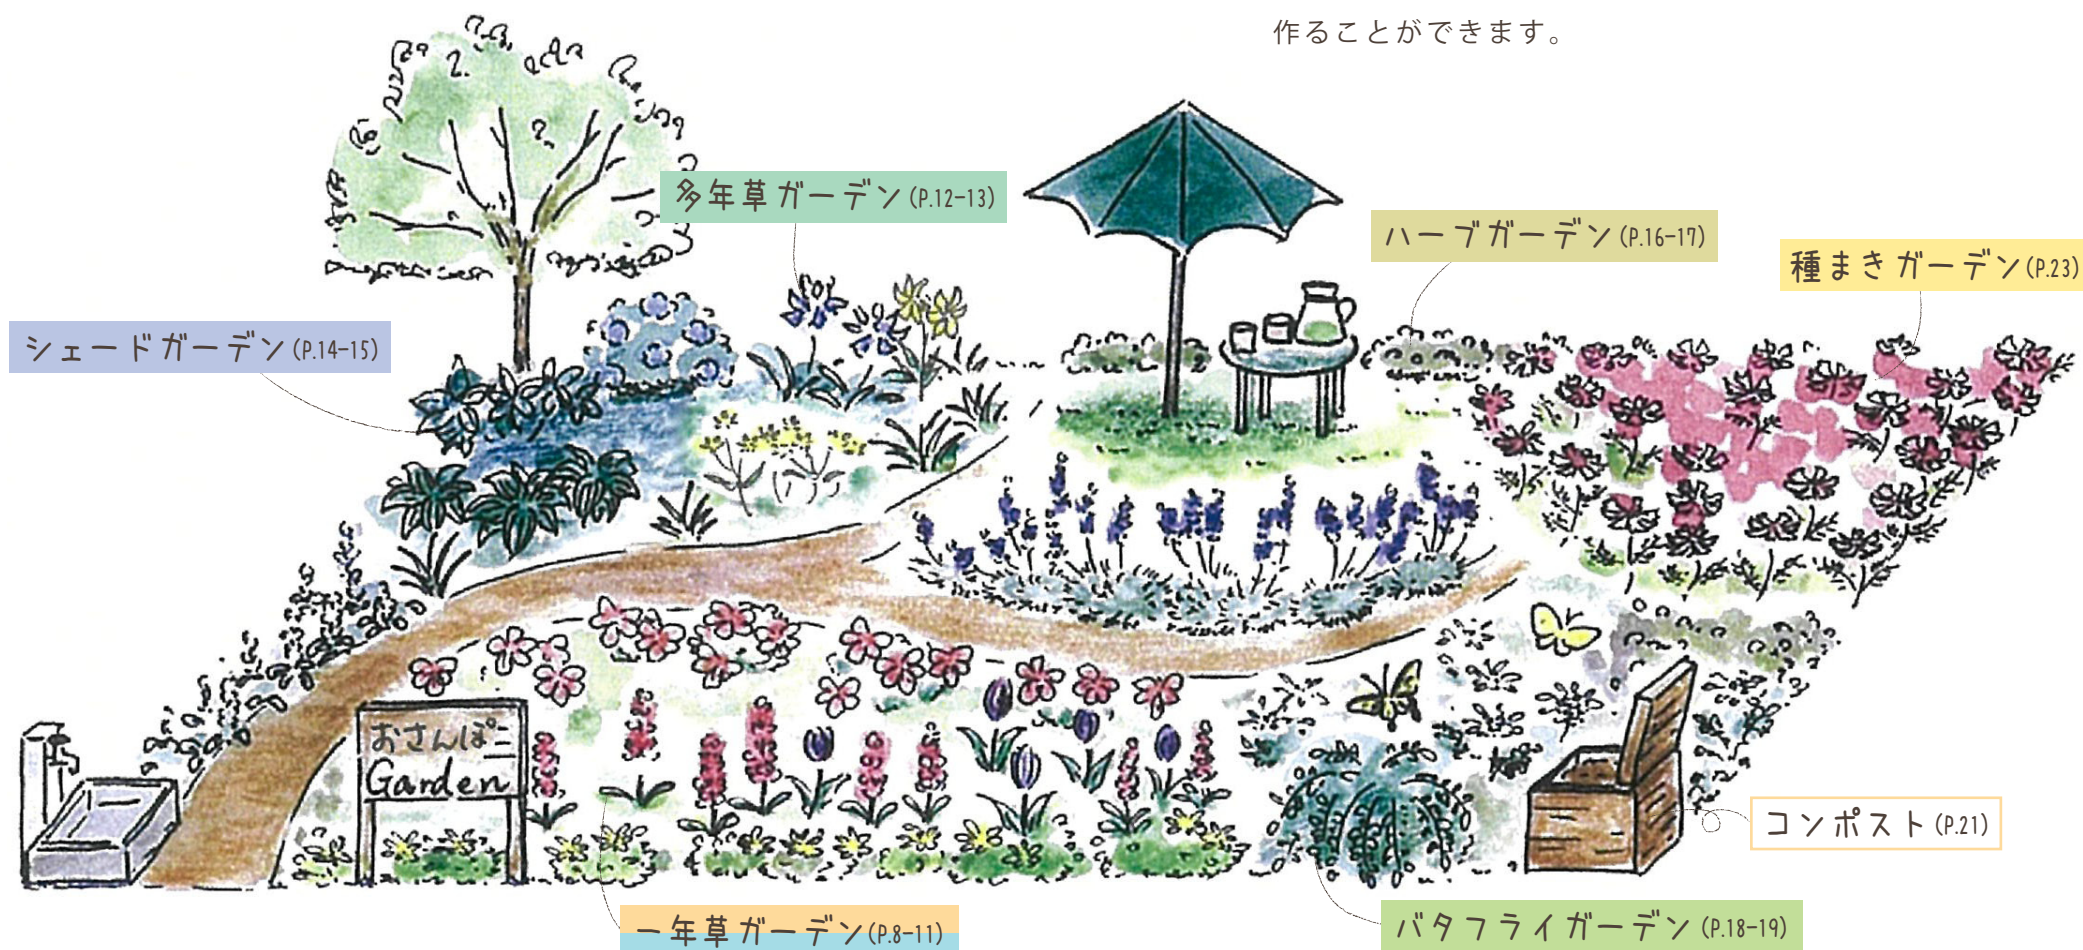 作ることができます。
多年草ガーデン(P.12-13)
ハーブガーデン(P.16-17)
種まきガーデン(P.23)
シェードガーデン(P.14-15)
おさんぽ
Garden
コンポスト(P.21)
一年草ガーデン(P.8-11)
バタフライガーデン(P.18-19)